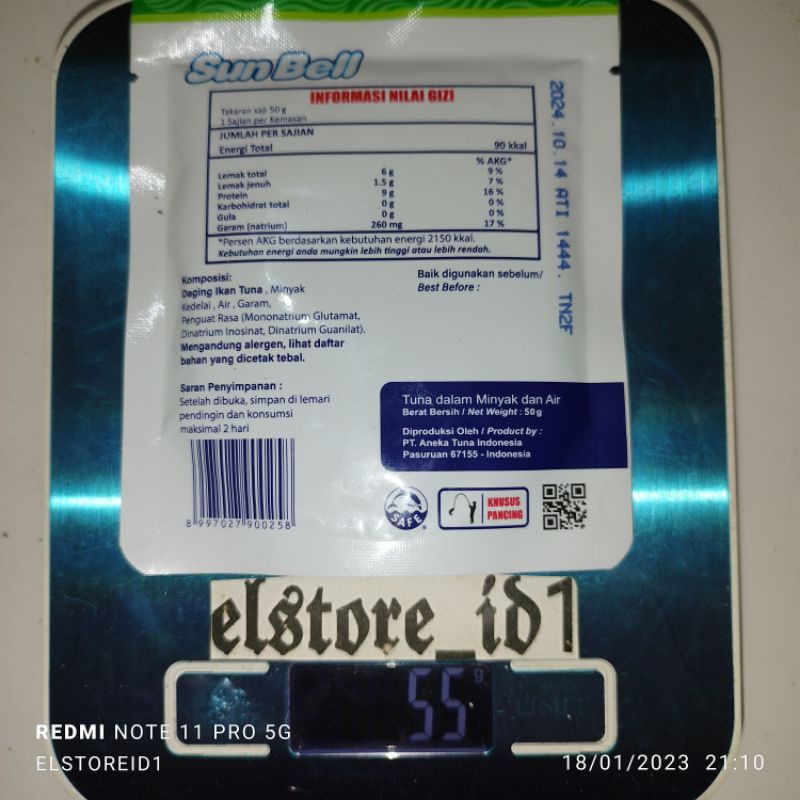 Sun Bell
INFORMASI NILAI GIZI
Takaran saji 50 g
1 Sajian per Kemasan
JUMLAH PER SAJIAN
Energi Total 90 kkal
% AKG*
Lemak total 6 g 9 %
Lemak jenuh 1.5 g 7 %
Protein 9 g 16 %
Karbohidrat total 0 g 0 %
Gula 0 g 0 %
Garam (natrium) 260 mg 17 %
*Persen AKG berdasarkan kebutuhan energi 2150 kkal.
Kebutuhan energi anda mungkin lebih tinggi atau lebih rendah.
2024.10.14 ATI 1444. TN2F
Komposisi:
Daging Ikan Tuna , Minyak
Kedelai , Air , Garam,
Penguat Rasa (Mononatrium Glutamat,
Dinatrium Inosinat, Dinatrium Guanilat).
Mengandung alergen, lihat daftar
bahan yang dicetak tebal.
Baik digunakan sebelum/
Best Before :
Saran Penyimpanan :
Setelah dibuka, simpan di lemari
pendingin dan konsumsi
maksimal 2 hari
8 997027 900258
Tuna dalam Minyak dan Air
Berat Bersih / Net Weight : 50g
Diproduksi Oleh / Product by :
PT. Aneka Tuna Indonesia
Pasuruan 67155 - Indonesia
SAFE
KHUSUS
PANCING
elstore_id1
55 g
UNIT
REDMI NOTE 11 PRO 5G
ELSTOREID1
18/01/2023 21:10